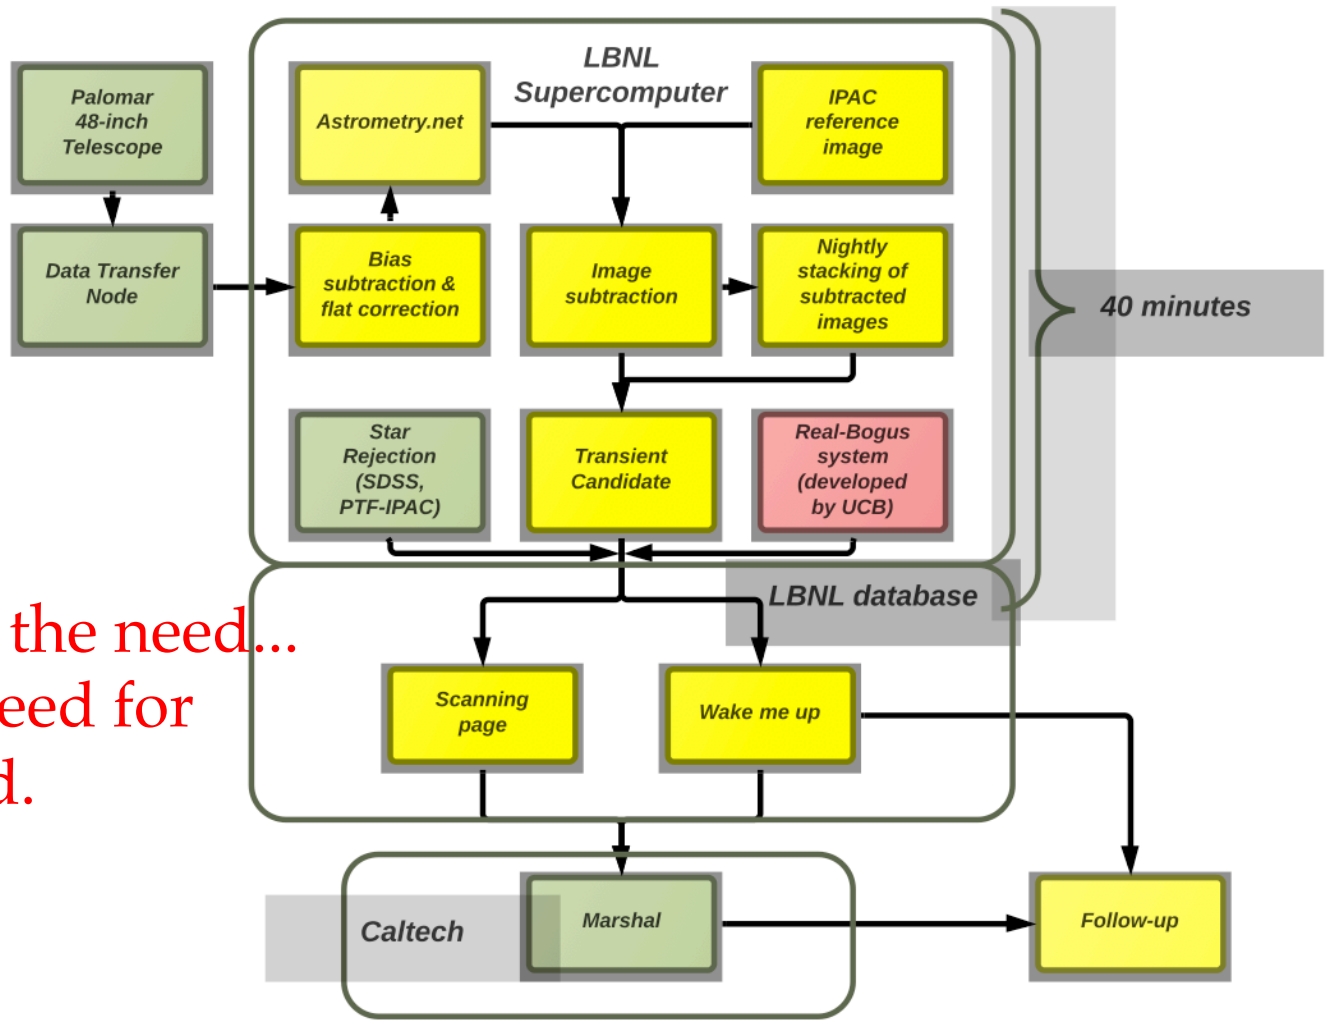 LBNL
Supercomputer
Palomar
48-inch
Telescope
Astrometry.net
IPAC
reference
image
Data Transfer
Node
Bias
subtraction &
flat correction
Image
subtraction
Nightly
stacking of
subtracted
images
40 minutes
Star
Rejection
(SDSS,
PTF-IPAC)
Transient
Candidate
Real-Bogus
system
(developed
by UCB)
LBNL database
the need...
eed for
d.
Scanning
page
Wake me up
Caltech
Marshal
Follow-up